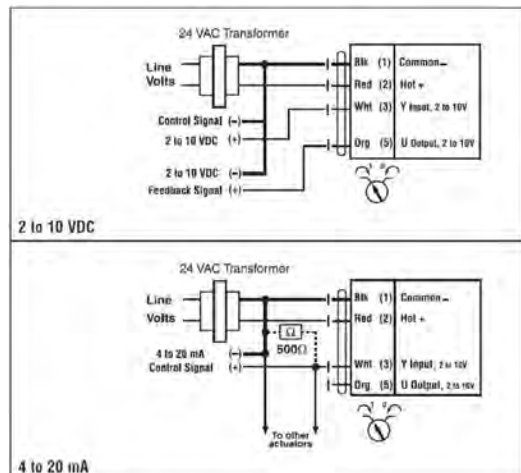 24 VAC Transformer
Line
Volts
Blk (1) Common –
Red (2) Hot +
Wht (3) Y Input, 2 to 10V
Control Signal (–)
2 to 10 VDC (+)
Org (5) U Output, 2 to 10V
2 to 10 VDC (–)
Feedback Signal (+)
2 to 10 VDC
24 VAC Transformer
Line
Volts
Blk (1) Common –
Red (2) Hot +
Ω
500Ω
4 to 20 mA (–)
Control Signal (+)
Wht (3) Y Input, 2 to 10V
Org (5) U Output, 2 to 10V
To other
actuators
4 to 20 mA